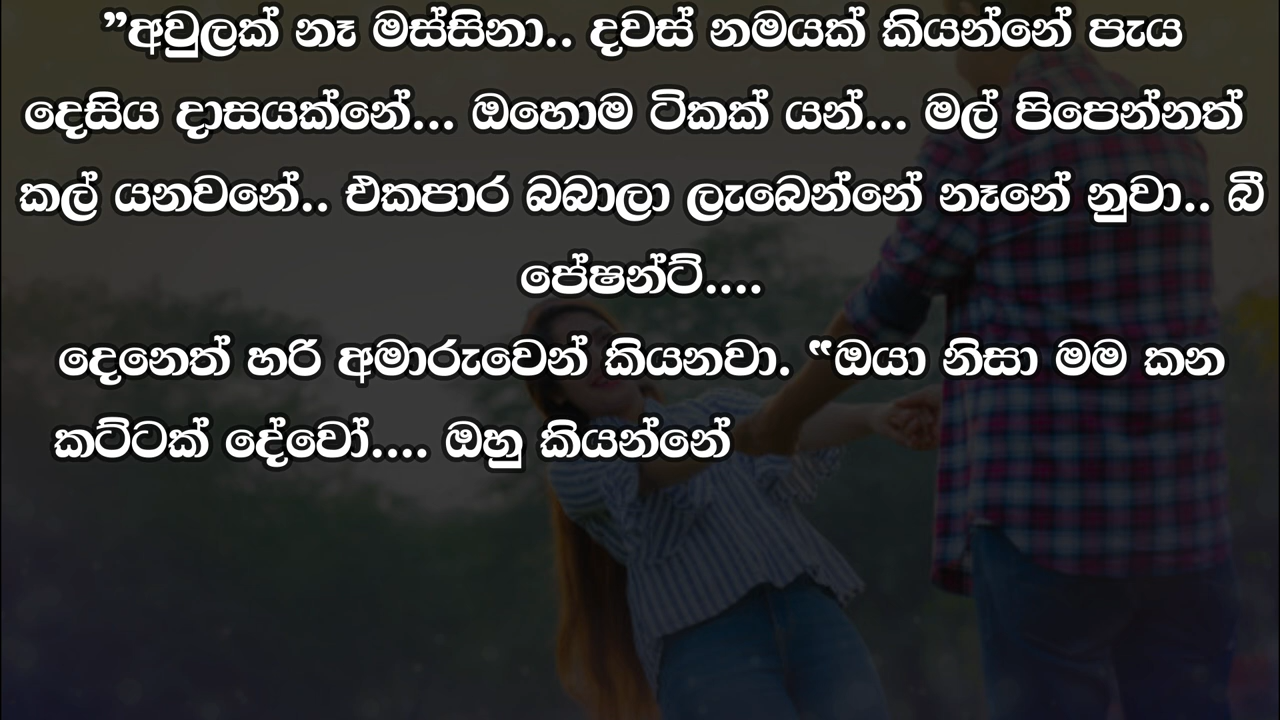 ”අවුලක් නෑ මස්සිනා.. දවස් නමයක් කියන්නේ පැය
දෙසිය දාසයක්නේ... ඔහොම ටිකක් යන්... මල් පිපෙන්නත්
කල් යනවනේ.. එකපාර බබාලා ලැබෙන්නේ නෑනේ නුවා.. බී
පේෂන්ට්....
දෙනෙත් හරි අමාරුවෙන් කියනවා. “ඔයා නිසා මම කන
කට්ටක් දේවෝ.... ඔහු කියන්නේ